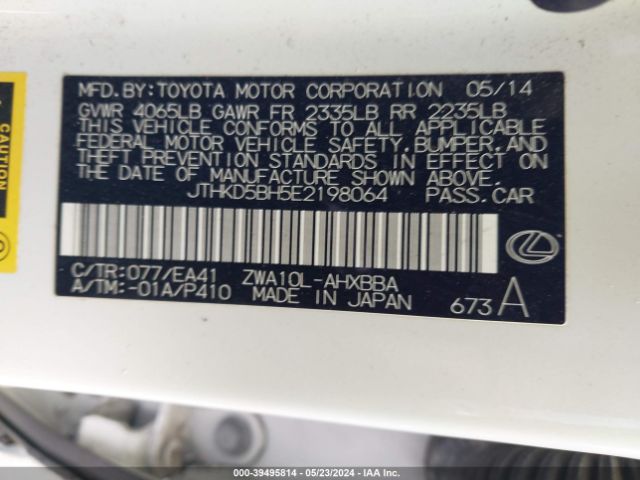 MFD.BY:TOYOTA MOTOR CORPORATION 05/14
GVWR 4065LB GAWR FR 2335LB RR 2235LB
THIS VEHICLE CONFORMS TO ALL APPLICABLE
FEDERAL MOTOR VEHICLE SAFETY,BUMPER,AND
THEFT PREVENTION STANDARDS IN EFFECT ON
THE DATE OF MANUFACTURE SHOWN ABOVE.
JTHKD5BH5E2198064 PASS.CAR
CAUTION
C/TR:077/EA41 ZWA10L-AHXBBA
A/TM:-01A/P410 MADE IN JAPAN
673 A
000-39495814 - 05/23/2024 - IAA Inc.